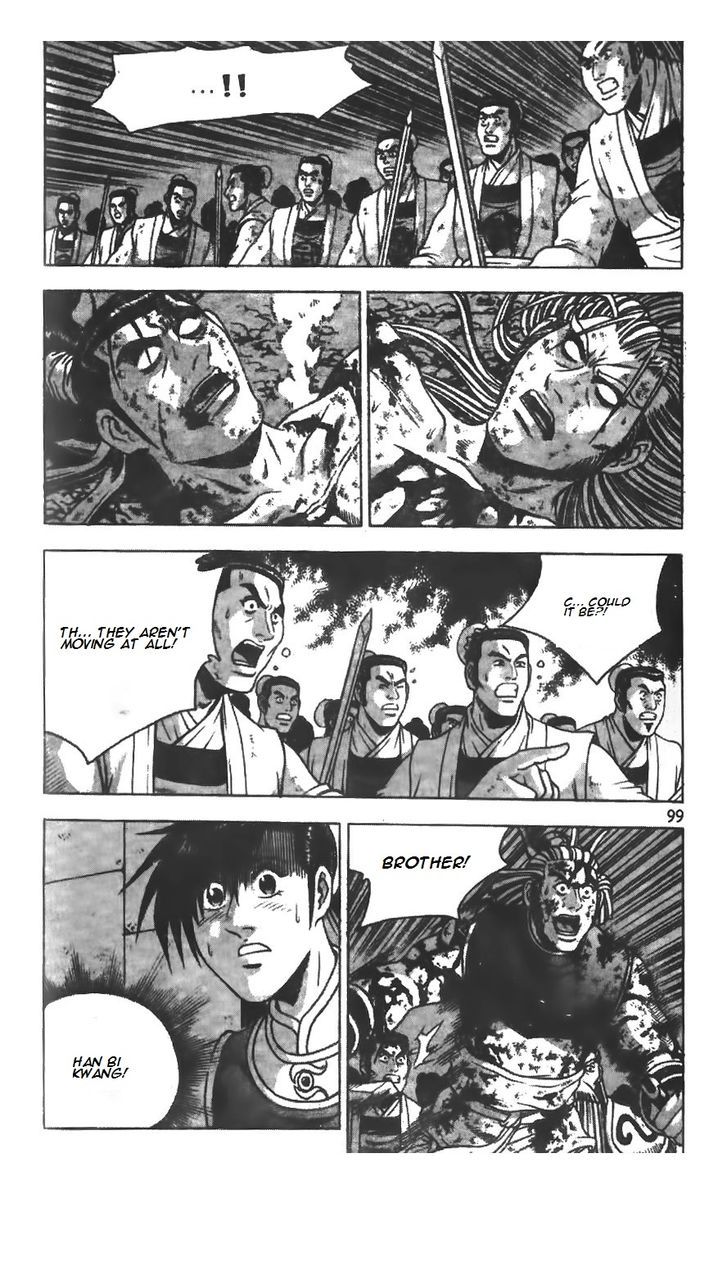 ...!!
TH... THEY AREN'T
MOVING AT ALL!
C... COULD
IT BE?!
99
HAN BI
KWANG!
BROTHER!